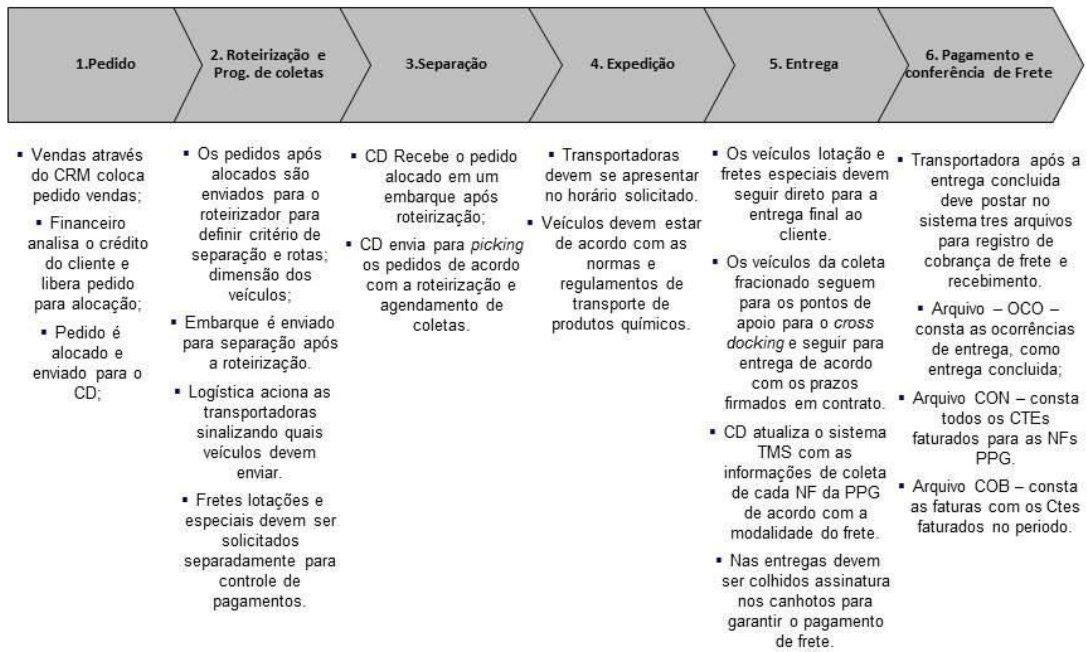 1.Pedido
2. Roteirização e
Prog. de coletas
3.Separação
4. Expedição
5. Entrega
6. Pagamento e
conferência de Frete
▪ Vendas através
do CRM coloca
pedido vendas;
▪ Financeiro
analisa o crédito
do cliente e
libera pedido
para alocação;
▪ Pedido é
alocado e
enviado para o
CD;
▪ Os pedidos após
alocados são
enviados para o
roteirizador para
definir critério de
separação e rotas;
dimensão dos
veículos;
▪ Embarque é enviado
para separação após
a roteirização.
▪ Logística aciona as
transportadoras
sinalizando quais
veículos devem
enviar.
▪ Fretes lotações e
especiais devem ser
solicitados
separadamente para
controle de
pagamentos.
▪ CD Recebe o pedido
alocado em um
embarque após
roteirização;
▪ CD envia para picking
os pedidos de acordo
com a roteirização e
agendamento de
coletas.
▪ Transportadoras
devem se apresentar
no horário solicitado.
▪ Veículos devem estar
de acordo com as
normas e
regulamentos de
transporte de
produtos químicos.
▪ Os veículos lotação e
fretes especiais devem
seguir direto para a
entrega final ao
cliente.
▪ Os veículos da coleta
fracionado seguem
para os pontos de
apoio para o cross
docking e seguir para
entrega de acordo
com os prazos
firmados em contrato.
▪ CD atualiza o sistema
TMS com as
informações de coleta
de cada NF da PPG
de acordo com a
modalidade do frete.
▪ Nas entregas devem
ser colhidos assinatura
nos canhotos para
garantir o pagamento
de frete.
▪ Transportadora após a
entrega concluida
deve postar no
sistema tres arquivos
para registro de
cobrança de frete e
recebimento.
▪ Arquivo – OCO –
consta as ocorrências
de entrega, como
entrega concluida;
▪ Arquivo CON – consta
todos os CTEs
faturados para as NFs
PPG.
▪ Arquivo COB – consta
as faturas com os Ctes
faturados no periodo.